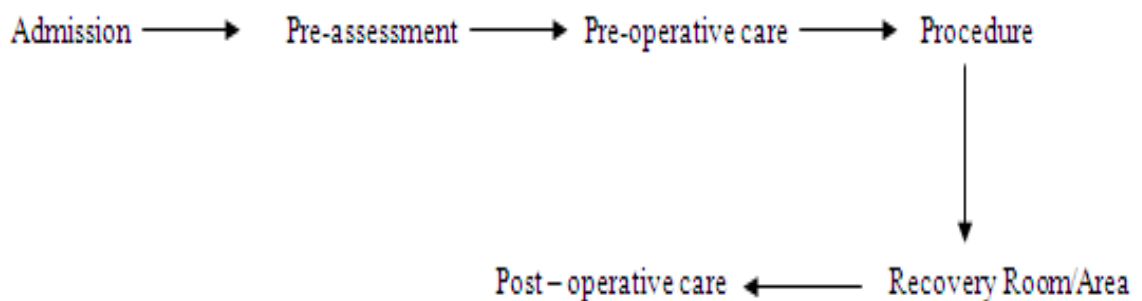 Admission Pre-assessment Pre-operative care Procedure
Post – operative care Recovery Room/Area